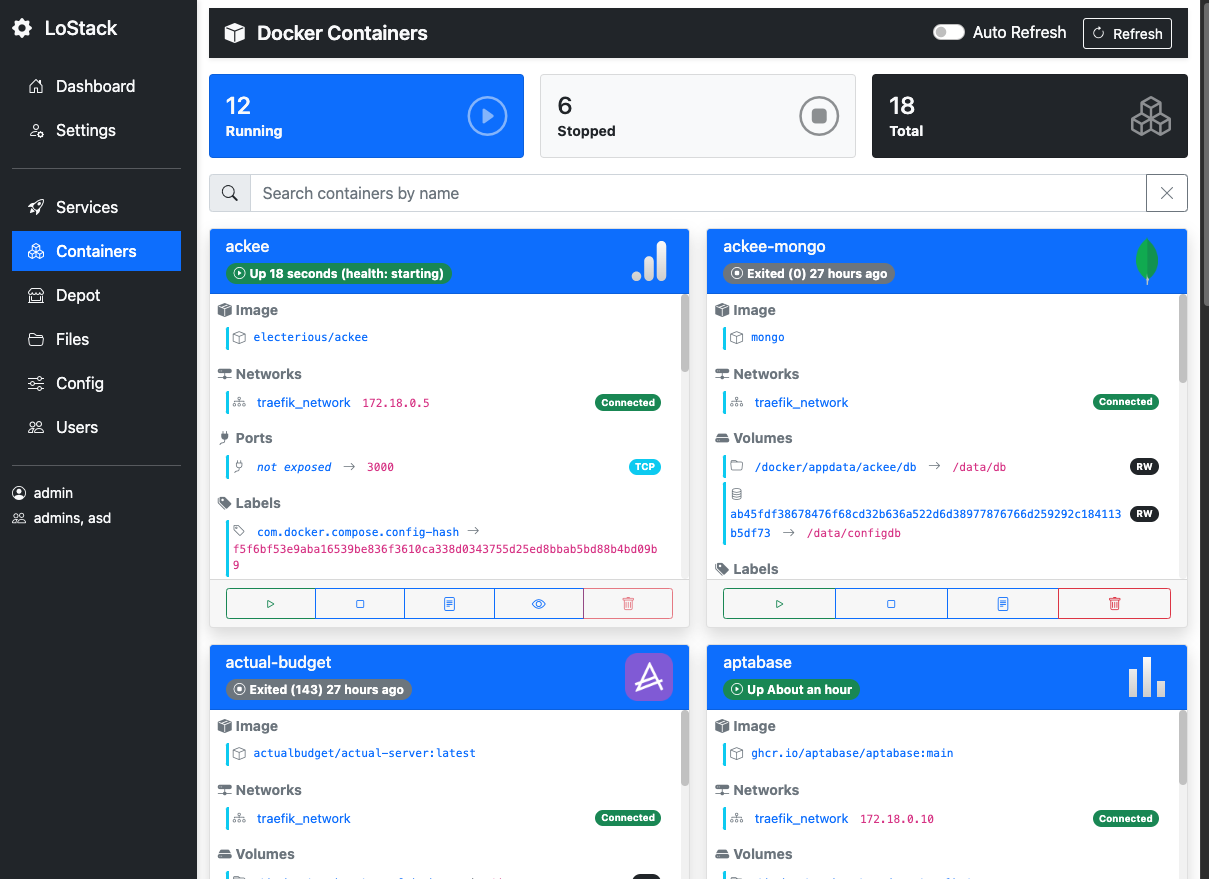 LoStack
Dashboard
Settings
Services
Containers
Depot
Files
Config
Users
admin
admins, asd
Docker Containers
Auto Refresh
Refresh
12
Running
6
Stopped
18
Total
Search containers by name
ackee
Up 18 seconds (health: starting)
Image
electerious/ackee
Networks
traefik_network 172.18.0.5 Connected
Ports
not exposed → 3000 TCP
Labels
com.docker.compose.config-hash →
f5f6bf53e9aba16539be836f3610ca338d0343755d25ed8bbab5bd88b4bd09b
9
ackee-mongo
Exited (0) 27 hours ago
Image
mongo
Networks
traefik_network Connected
Volumes
/docker/appdata/ackee/db → /data/db RW
ab45fdf38678476f68cd32b636a522d6d38977876766d259292c184113 RW
b5df73 → /data/configdb
Labels
actual-budget
Exited (143) 27 hours ago
Image
actualbudget/actual-server:latest
Networks
traefik_network Connected
Volumes
aptabase
Up About an hour
Image
ghcr.io/aptabase/aptabase:main
Networks
traefik_network 172.18.0.10 Connected
Volumes